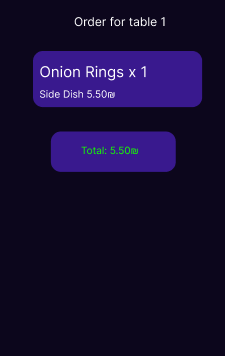 Order for table 1
Onion Rings x 1
Side Dish 5.50₪
Total: 5.50₪